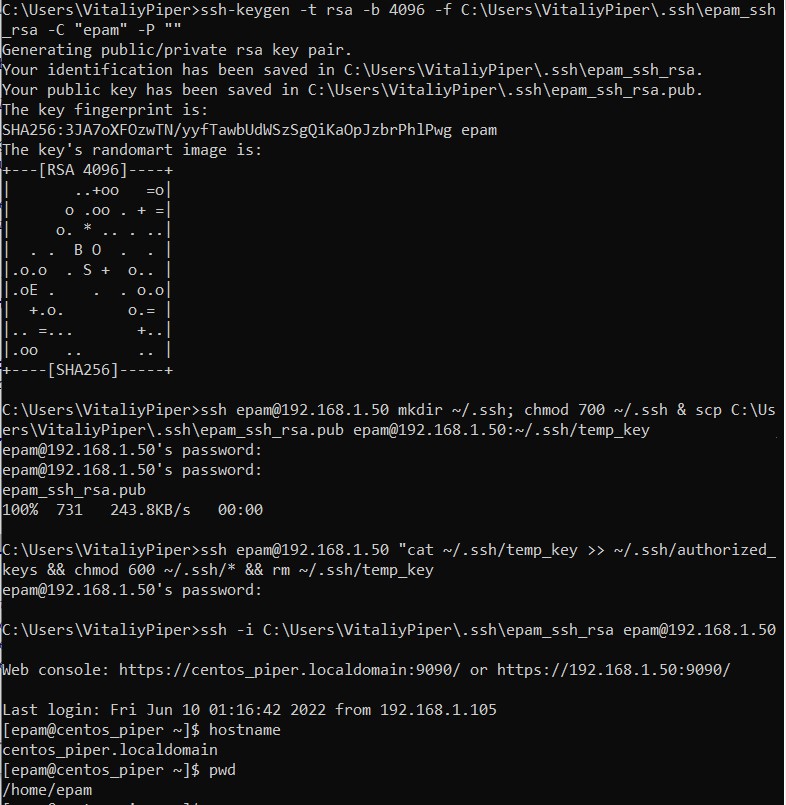 C:\Users\VitaliyPiper>ssh-keygen -t rsa -b 4096 -f C:\Users\VitaliyPiper\.ssh\epam_ssh
_rsa -C "epam" -P ""
Generating public/private rsa key pair.
Your identification has been saved in C:\Users\VitaliyPiper\.ssh\epam_ssh_rsa.
Your public key has been saved in C:\Users\VitaliyPiper\.ssh\epam_ssh_rsa.pub.
The key fingerprint is:
SHA256:3JA7oXFOzwTN/yyfTawbUdWSzSgQiKaOpJzbrPhlPwg epam
The key's randomart image is:
+---[RSA 4096]----+
|       ..+oo   =o|
|      o .oo . + =|
|     o. * .. . ..|
|  . .  B O  .  . |
|.o.o  . S +  o.. |
|.oE .    .  . o.o|
|  +.o.       o.= |
|.. =...       +..|
|.oo   ..      .. |
+----[SHA256]-----+
C:\Users\VitaliyPiper>ssh epam@192.168.1.50 mkdir ~/.ssh; chmod 700 ~/.ssh & scp C:\Us
ers\VitaliyPiper\.ssh\epam_ssh_rsa.pub epam@192.168.1.50:~/.ssh/temp_key
epam@192.168.1.50's password:
epam@192.168.1.50's password:
epam_ssh_rsa.pub
100%  731   243.8KB/s   00:00
C:\Users\VitaliyPiper>ssh epam@192.168.1.50 "cat ~/.ssh/temp_key >> ~/.ssh/authorized_
keys && chmod 600 ~/.ssh/* && rm ~/.ssh/temp_key
epam@192.168.1.50's password:
C:\Users\VitaliyPiper>ssh -i C:\Users\VitaliyPiper\.ssh\epam_ssh_rsa epam@192.168.1.50
Web console: https://centos_piper.localdomain:9090/ or https://192.168.1.50:9090/
Last login: Fri Jun 10 01:16:42 2022 from 192.168.1.105
[epam@centos_piper ~]$ hostname
centos_piper.localdomain
[epam@centos_piper ~]$ pwd
/home/epam